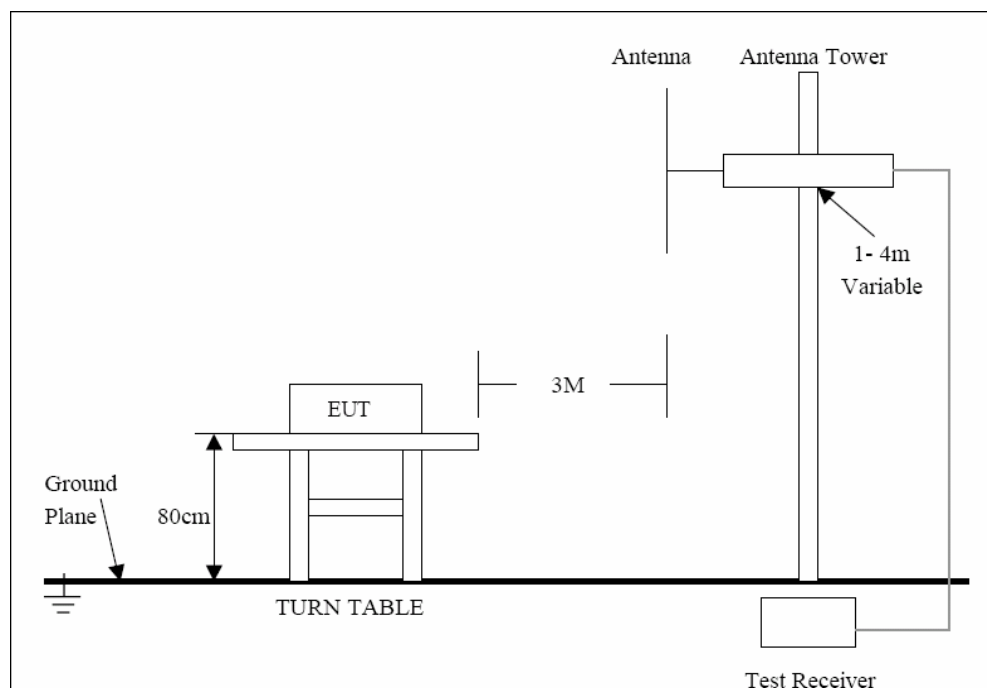 Antenna
Antenna Tower
1- 4m
Variable
3M
EUT
Ground
Plane
80cm
TURN TABLE
Test Receiver